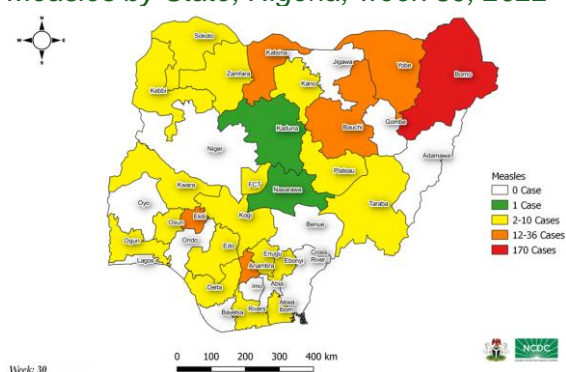 Measles by State, Nigeria, week 30, 2022
Sokoto
Katsina
Jigawa
Yobe
Borno
Zamfara
Kano
Kebbi
Kaduna
Bauchi
Gombe
Niger
Adamawa
Plateau
FCT
Nasarawa
Kwara
Oyo
Taraba
Kogi
Ekiti
Osun
Benue
Ogun
Ondo
Edo
Enugu
Ebonyi
Cross
River
Lagos
Anambra
Delta
Imo
Abia
Bayelsa
Rivers
Akwa
Ibom
Measles
0 Case
1 Case
2-10 Cases
12-36 Cases
170 Cases
Week: 30
0 100 200 300 400 km
NCDC